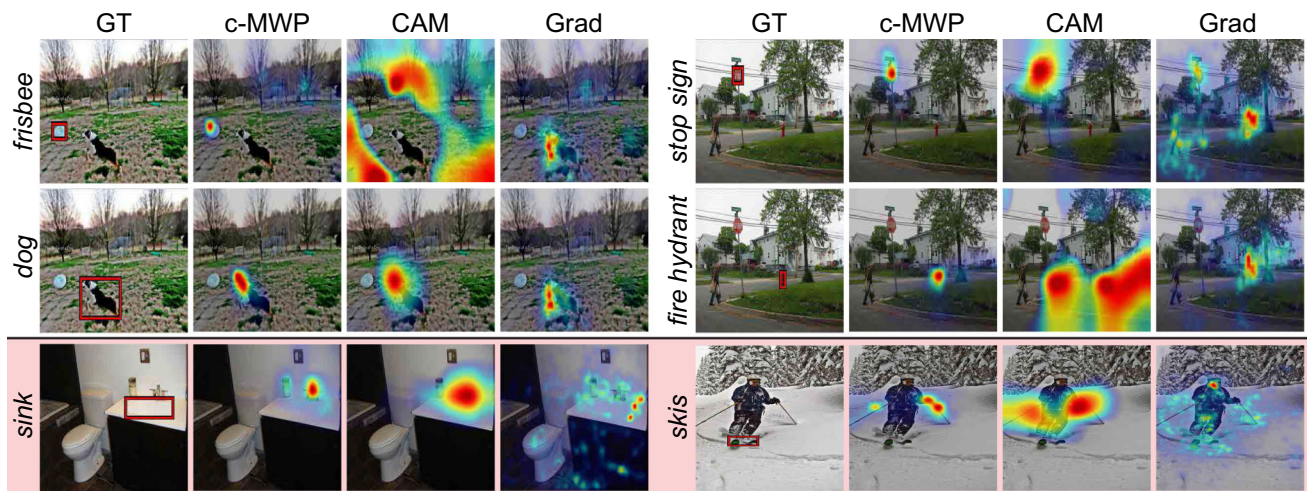 GT c-MWP CAM Grad GT c-MWP CAM Grad
frisbee stop sign
dog fire hydrant
sink skis